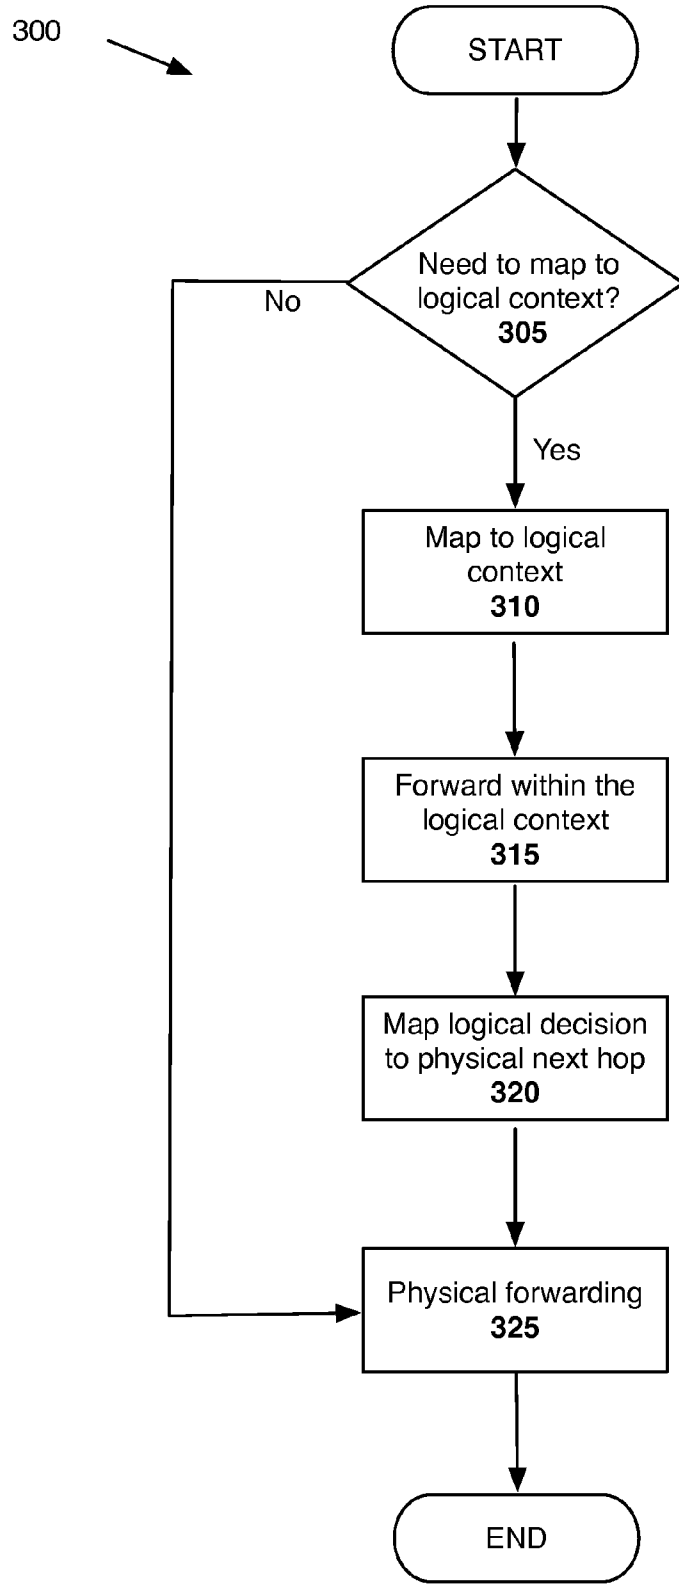 300
START
Need to map to
logical context?
305
No
Yes
Map to logical
context
310
Forward within the
logical context
315
Map logical decision
to physical next hop
320
Physical forwarding
325
END